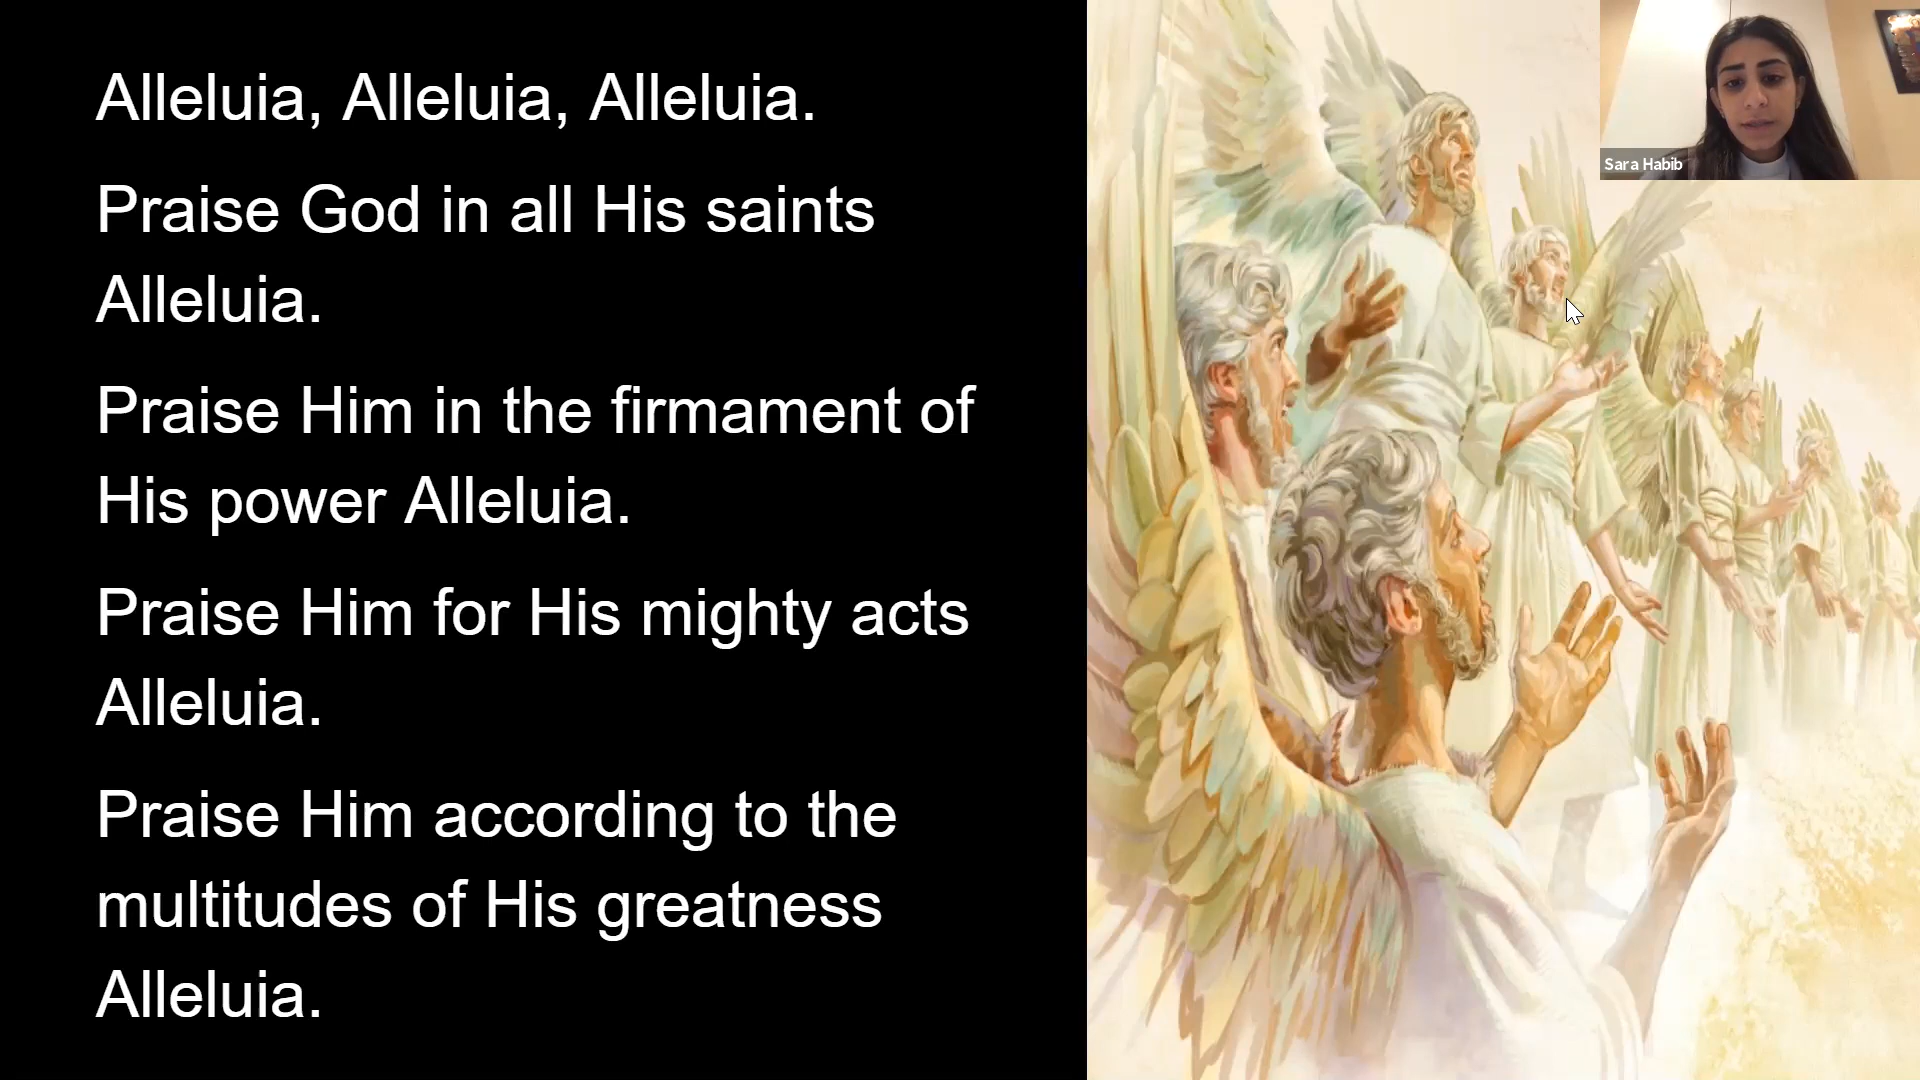 Alleluia, Alleluia, Alleluia.
Praise God in all His saints
Alleluia.
Praise Him in the firmament of
His power Alleluia.
Praise Him for His mighty acts
Alleluia.
Praise Him according to the
multitudes of His greatness
Alleluia.
Sara Habib